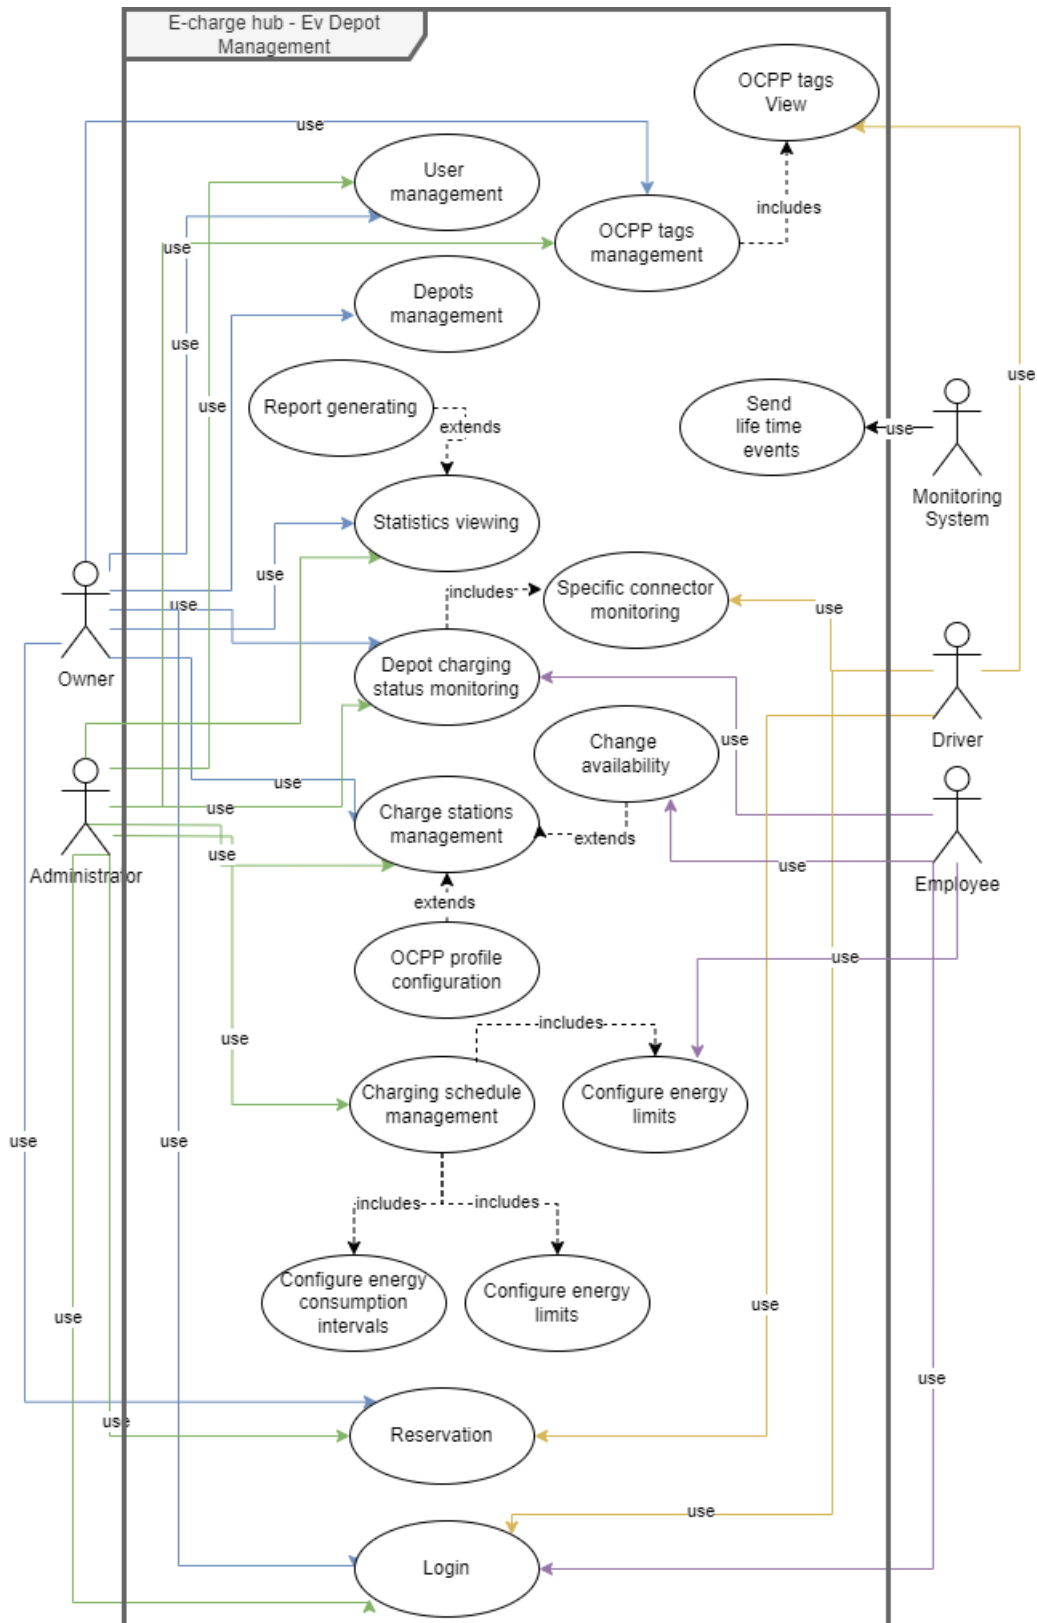 E-charge hub - Ev Depot
Management
OCPP tags
View
use
User
management
includes
OCPP tags
management
use
Depots
management
use
use
use
Report generating
extends
Send
life time
events
use
Monitoring
System
Statistics viewing
use
includes
Specific connector
monitoring
use
use
Owner
Depot charging
status monitoring
Change
availability
use
Driver
use
use
Charge stations
management
extends
use
use
Administrator
Employee
extends
OCPP profile
configuration
use
includes
use
Charging schedule
management
Configure energy
limits
use
use
includes
includes
Configure energy
consumption
intervals
Configure energy
limits
use
use
use
use
Reservation
use
Login